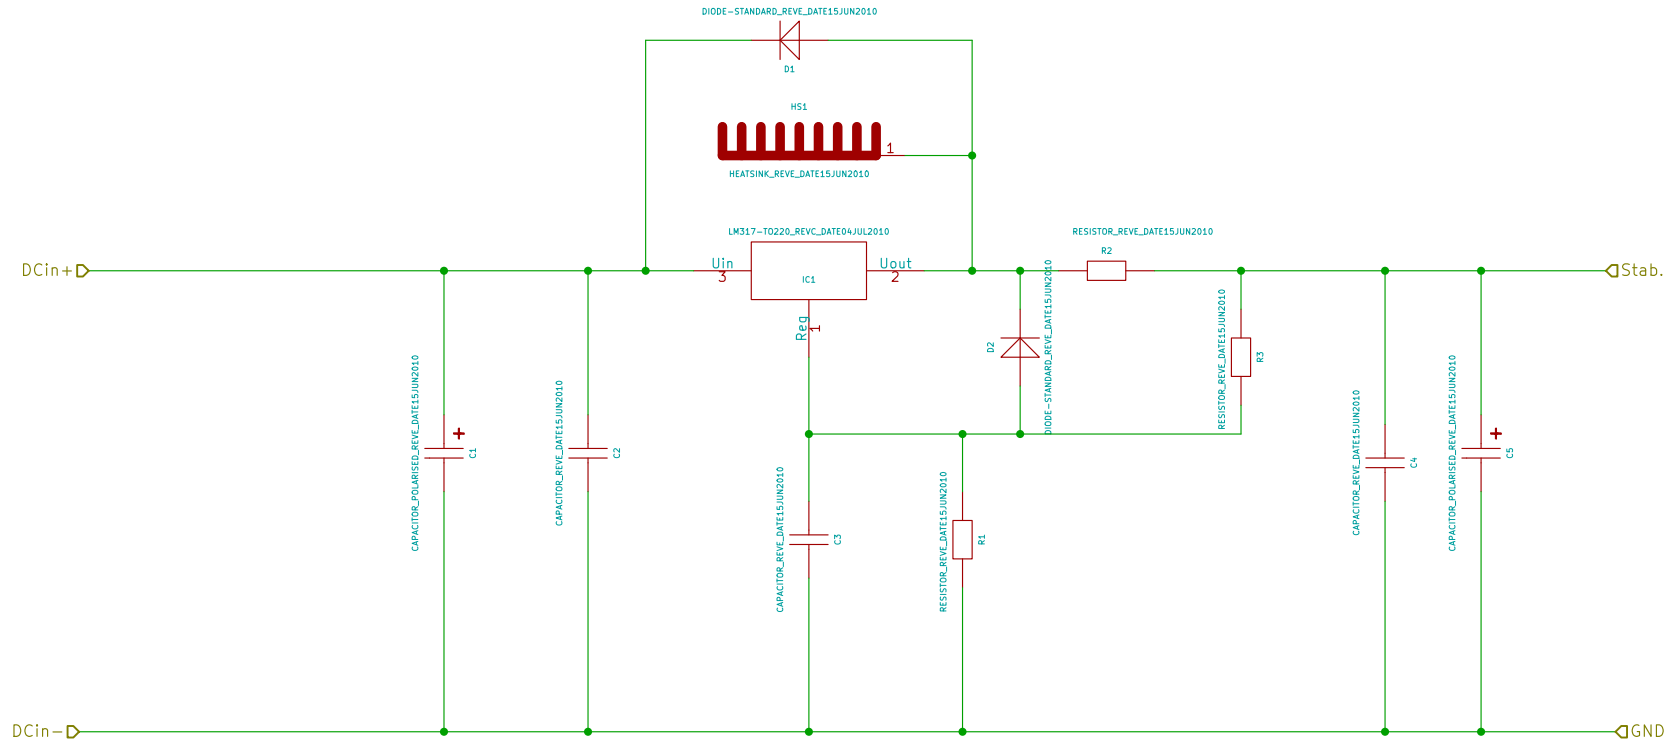 DIODE-STANDARD_REVE_DATE15JUN2010
D1
HS1
1
HEATSINK_REVE_DATE15JUN2010
LM317-TO220_REVC_DATE04JUL2010
RESISTOR_REVE_DATE15JUN2010
R2
DCin+
Uin
3
IC1
Uout
2
Stab.
Reg
1
D2
DIODE-STANDARD_REVE_DATE15JUN2010
RESISTOR_REVE_DATE15JUN2010
R3
CAPACITOR_POLARISED_REVE_DATE15JUN2010
+
C1
CAPACITOR_REVE_DATE15JUN2010
C2
CAPACITOR_REVE_DATE15JUN2010
C3
RESISTOR_REVE_DATE15JUN2010
R1
CAPACITOR_REVE_DATE15JUN2010
C4
CAPACITOR_POLARISED_REVE_DATE15JUN2010
+
C5
DCin-
GND